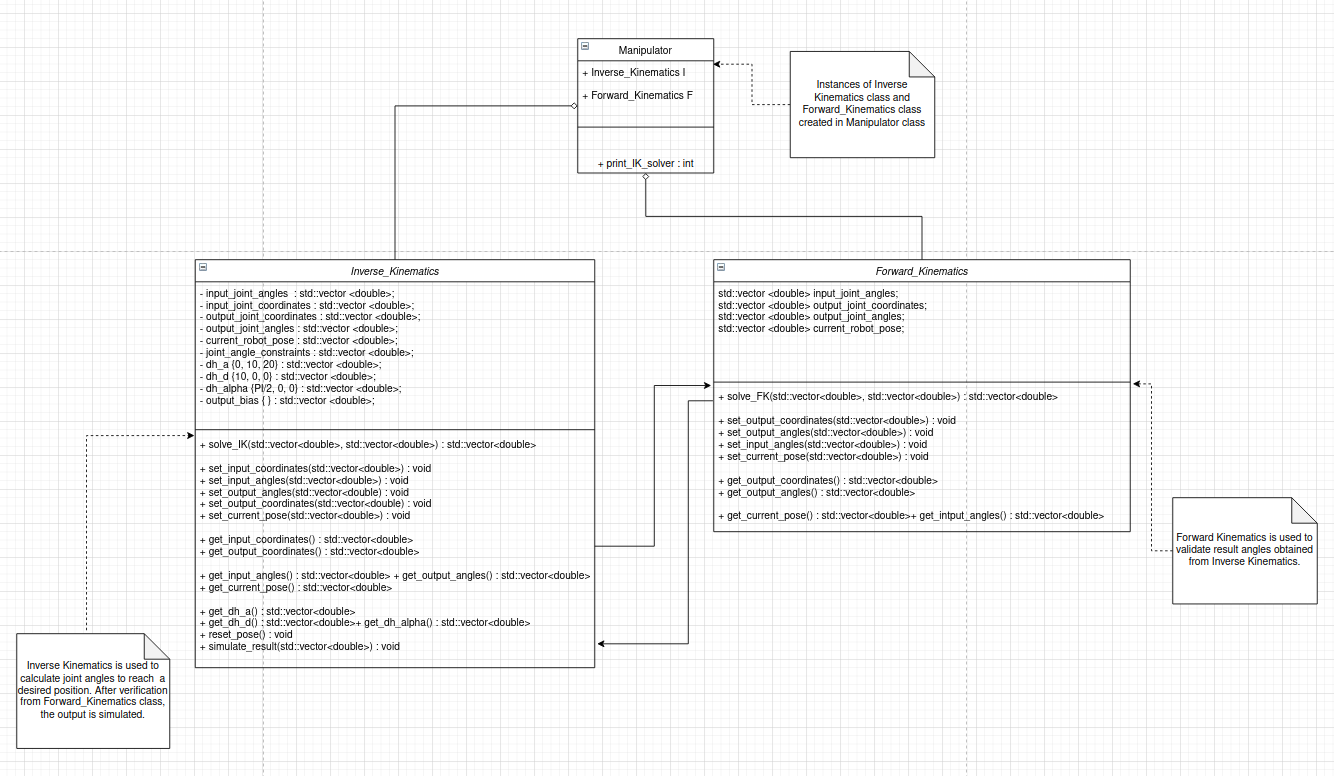 Manipulator
+ Inverse_Kinematics I
+ Forward_Kinematics F
+ print_IK_solver : int
Instances of Inverse
Kinematics class and
Forward_Kinematics class
created in Manipulator class
Inverse_Kinematics
- input_joint_angles : std::vector <double>;
- input_joint_coordinates : std::vector <double>;
- output_joint_coordinates : std::vector <double>;
- output_joint_angles : std::vector <double>;
- current_robot_pose : std::vector <double>;
- joint_angle_constraints : std::vector <double>;
- dh_a {0, 10, 20} : std::vector <double>;
- dh_d {10, 0, 0} : std::vector <double>;
- dh_alpha {PI/2, 0, 0} : std::vector <double>;
- output_bias { } : std::vector <double>;
+ solve_IK(std::vector<double>, std::vector<double>) : std::vector<double>
+ set_input_coordinates(std::vector<double>) : void
+ set_input_angles(std::vector<double>) : void
+ set_output_angles(std::vector<double) : void
+ set_output_coordinates(std::vector<double) : void
+ set_current_pose(std::vector<double>) : void
+ get_input_coordinates() : std::vector<double>
+ get_output_coordinates() : std::vector<double>
+ get_input_angles() : std::vector<double> + get_output_angles() : std::vector<double>
+ get_current_pose() : std::vector<double>
+ get_dh_a() : std::vector<double>
+ get_dh_d() : std::vector<double>+ get_dh_alpha() : std::vector<double>
+ reset_pose() : void
+ simulate_result(std::vector<double>) : void
Forward_Kinematics
std::vector <double> input_joint_angles;
std::vector <double> output_joint_coordinates;
std::vector <double> output_joint_angles;
std::vector <double> current_robot_pose;
+ solve_FK(std::vector<double>, std::vector<double>) : std::vector<double>
+ set_output_coordinates(std::vector<double>) : void
+ set_output_angles(std::vector<double>) : void
+ set_input_angles(std::vector<double>) : void
+ set_current_pose(std::vector<double>) : void
+ get_output_coordinates() : std::vector<double>
+ get_output_angles() : std::vector<double>
+ get_current_pose() : std::vector<double>+ get_intput_angles() : std::vector<double>
Forward Kinematics is used to
validate result angles obtained
from Inverse Kinematics.
Inverse Kinematics is used to
calculate joint angles to reach a
desired position. After verification
from Forward_Kinematics class,
the output is simulated.